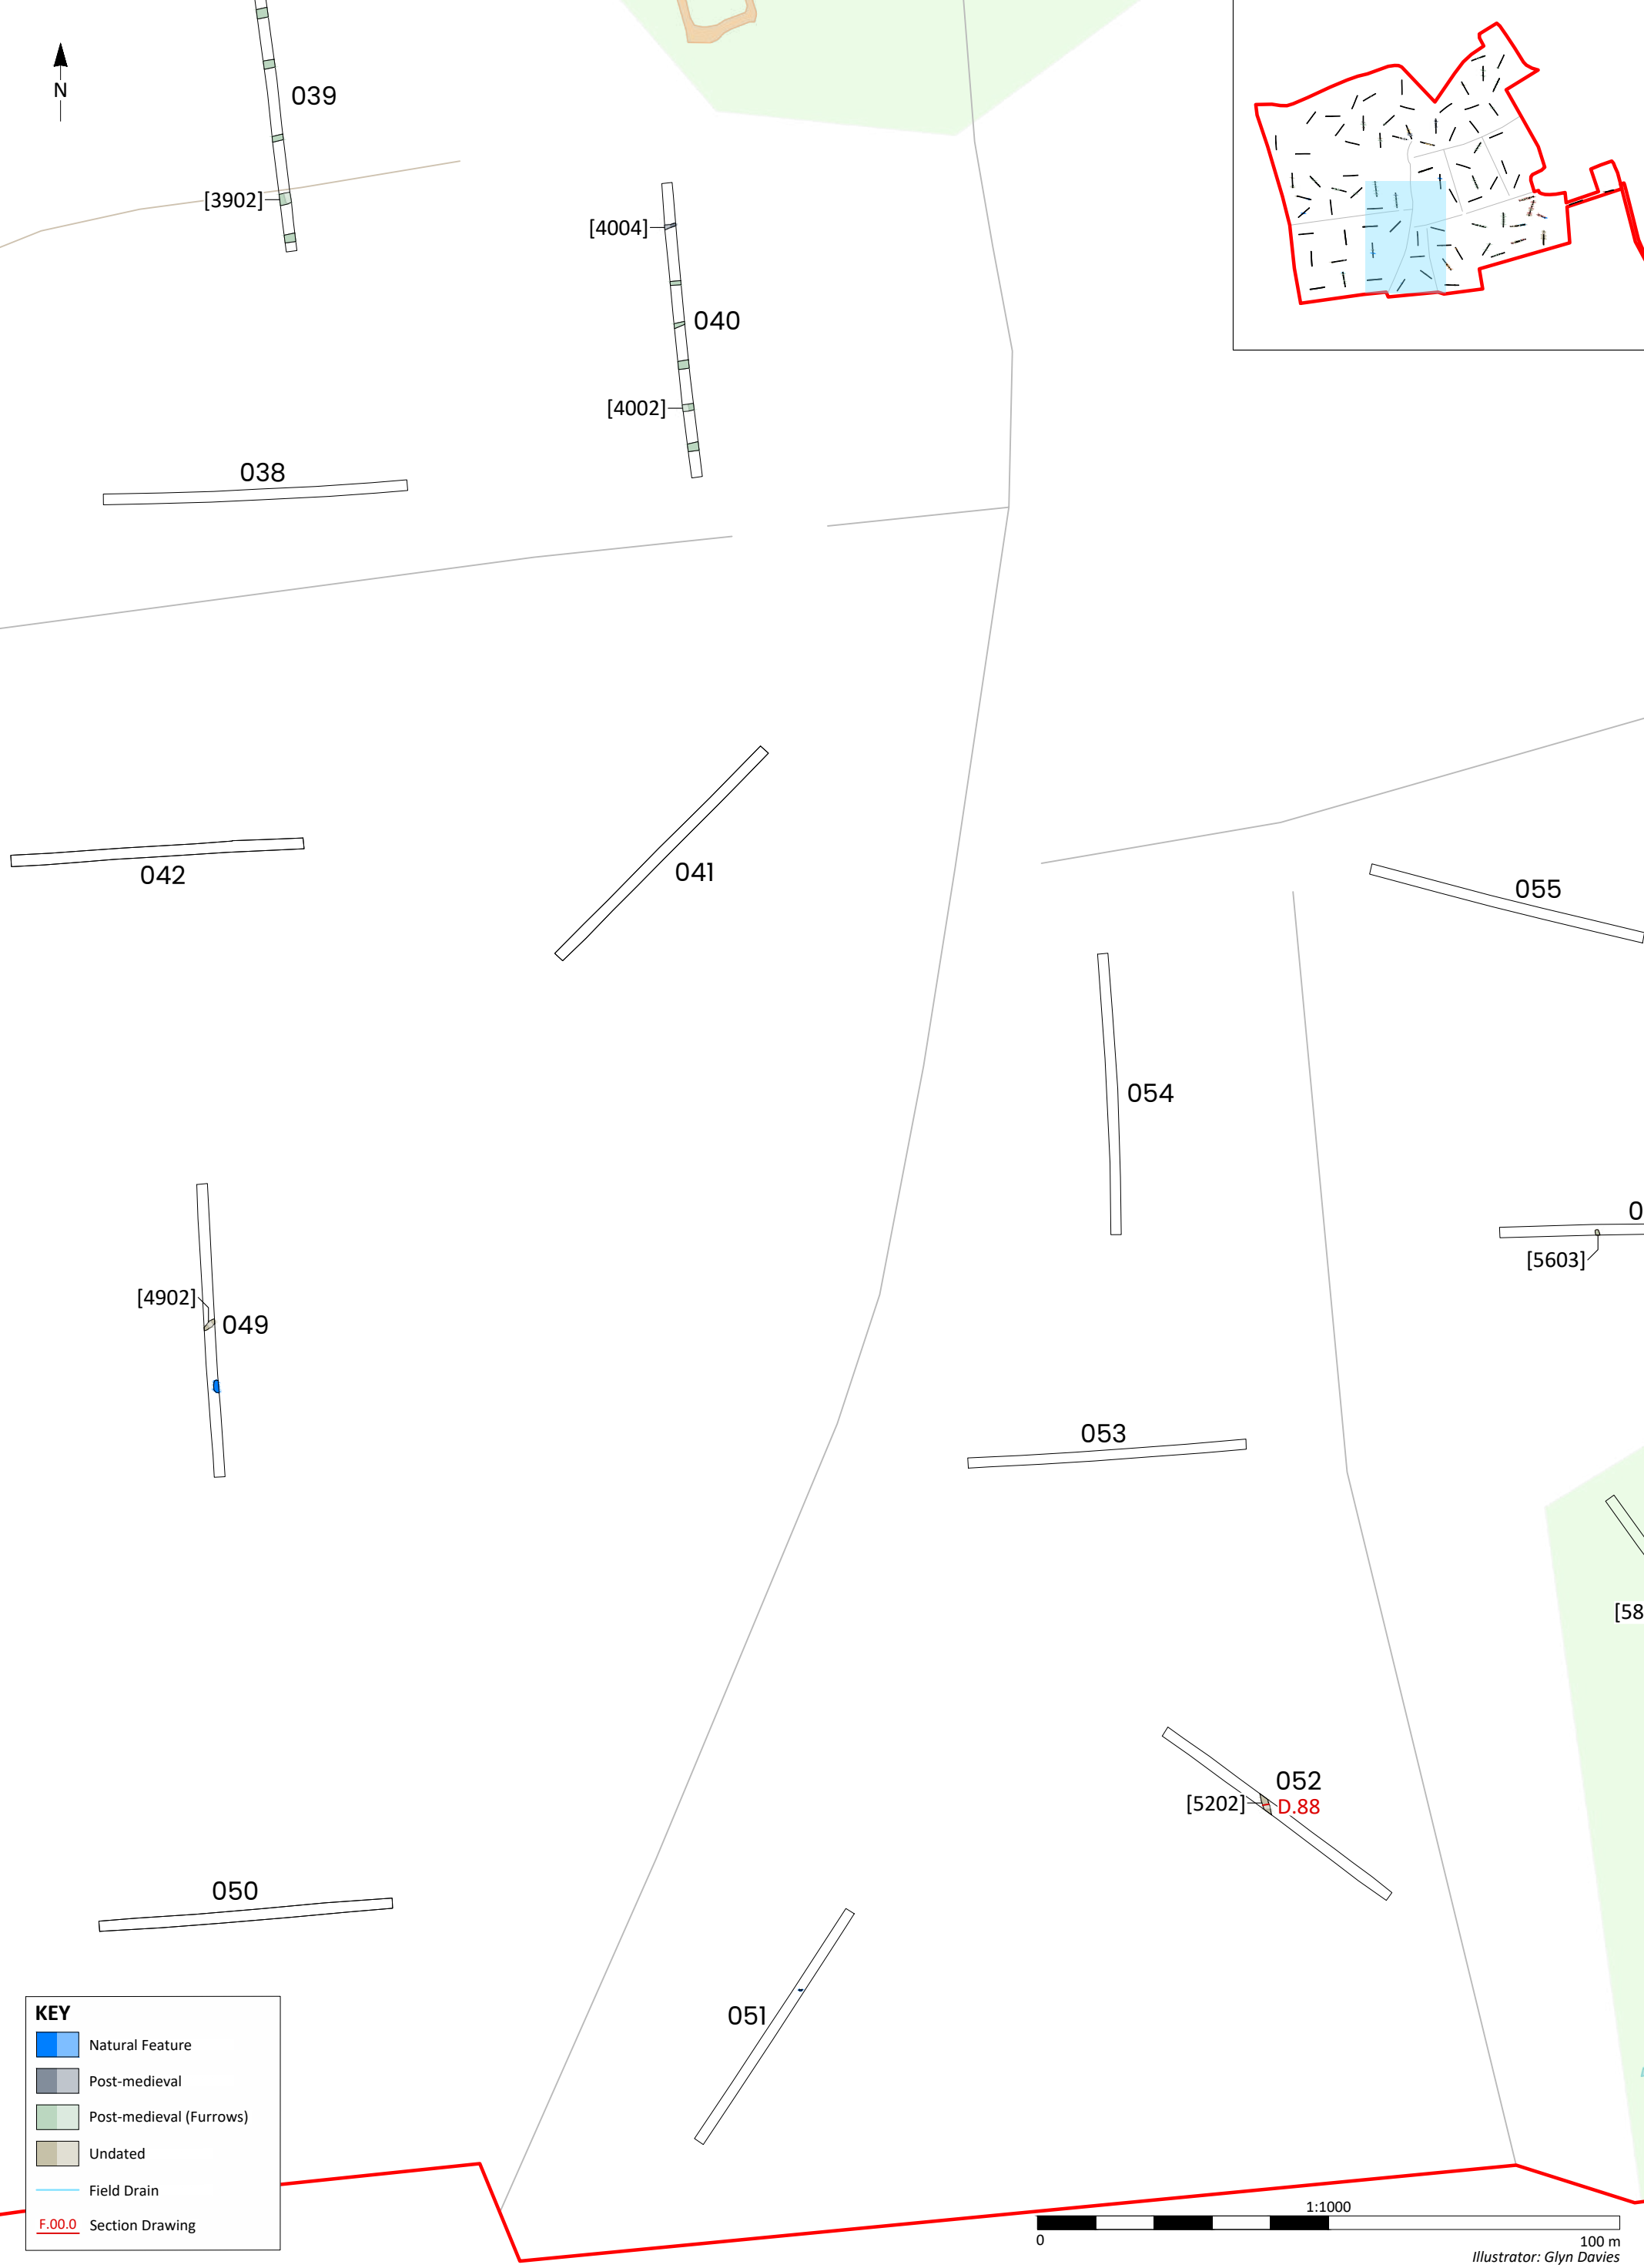 N
039
[3902]
[4004]
040
[4002]
038
042
041
055
054
0
[5603]
[4902]
049
053
[58
052
[5202]
D.88
050
051
KEY
Natural Feature
Post-medieval
Post-medieval (Furrows)
Undated
Field Drain
F.00.0 Section Drawing
1:1000
0
100 m
Illustrator: Glyn Davies